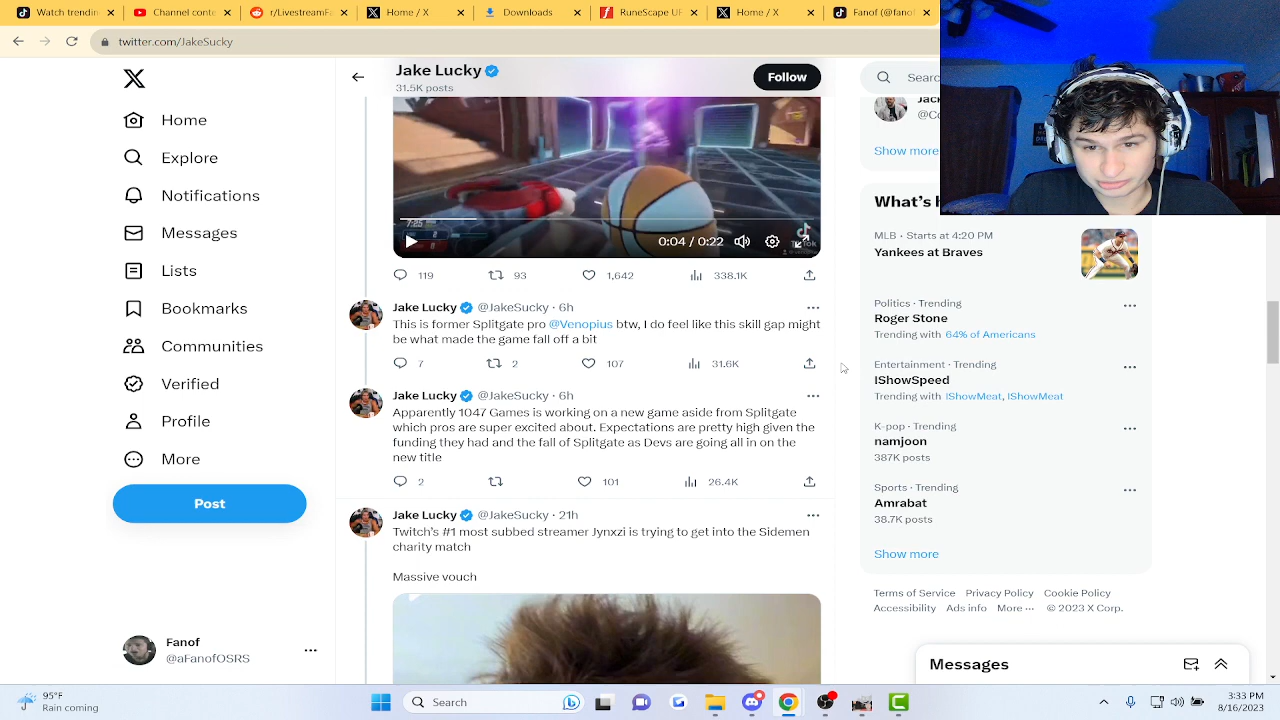 Watch Tod
Channel Conte
r/LivestreamF
Home / X
Downloads
RuneScape UF
Home / X
Fanof (@fanof
twitter.com/JakeSucky
Jake Lucky
31.5K posts
Follow
Home
Explore
Notifications
Messages
Lists
Bookmarks
Communities
Verified
Profile
More
Post
Fanof
@aFanofOSRS
0:04 / 0:22
119
93
1,642
338.1K
Jake Lucky @JakeSucky · 6h
This is former Splitgate pro @Venopius btw, I do feel like this skill gap might
be what made the game fall off a bit
7
2
107
31.6K
Jake Lucky @JakeSucky · 6h
Apparently 1047 Games is working on a new game aside from Splitgate
which pros are super excited about. Expectations are pretty high given the
funding they had and the fall of Splitgate as Devs are going all in on the
new title
2
101
26.4K
Jake Lucky @JakeSucky · 21h
Twitch's #1 most subbed streamer Jynxzi is trying to get into the Sidemen
charity match
Massive vouch
Searc
Show more
What's h
MLB · Starts at 4:20 PM
Yankees at Braves
Politics · Trending
Roger Stone
Trending with 64% of Americans
Entertainment · Trending
IShowSpeed
Trending with IShowMeat, IShowMeat
K-pop · Trending
namjoon
387K posts
Sports · Trending
Amrabat
38.7K posts
Show more
Terms of Service Privacy Policy Cookie Policy
Accessibility Ads info More ··· © 2023 X Corp.
Messages
95°F
Rain coming
Search
3:33 PM
8/16/2023